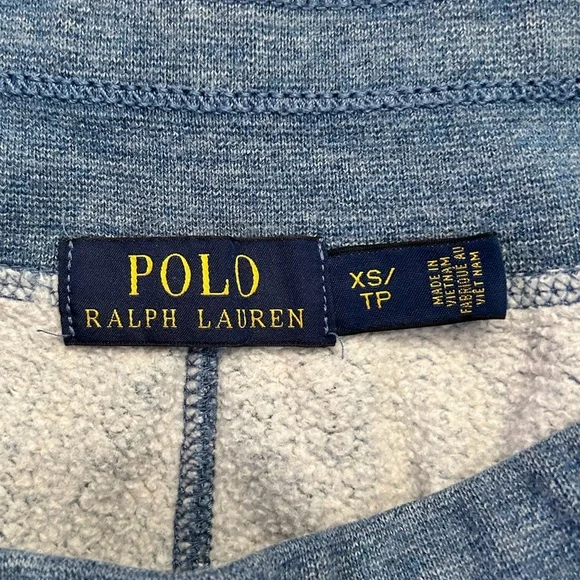 POLO
RALPH LAUREN
XS/
TP
MADE IN
VIETNAM
FABRIQUÉ AU
VIET NAM